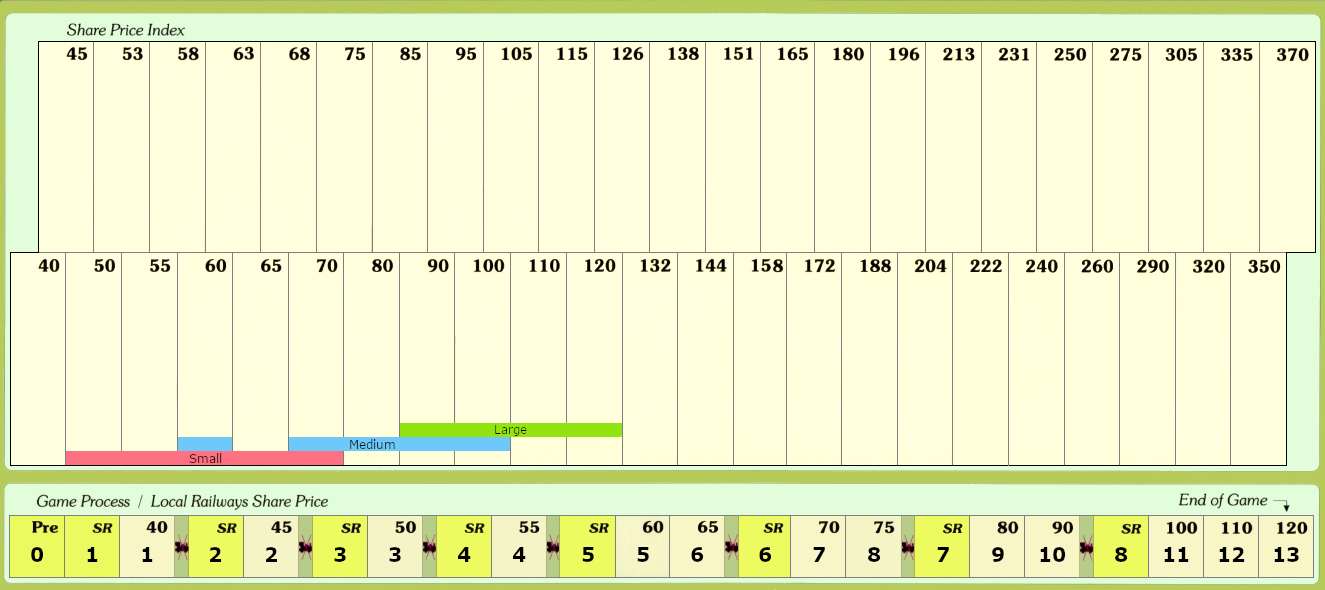 Share Price Index
45 53 58 63 68 75 85 95 105 115 126 138 151 165 180 196 213 231 250 275 305 335 370
40 50 55 60 65 70 80 90 100 110 120 132 144 158 172 188 204 222 240 260 290 320 350
Large
Medium
Small
Game Process / Local Railways Share Price End of Game
Pre SR 40 SR 45 SR 50 SR 55 SR 60 65 SR 70 75 SR 80 90 SR 100 110 120
0 1 1 2 2 3 3 4 4 5 5 6 6 7 8 7 9 10 8 11 12 13